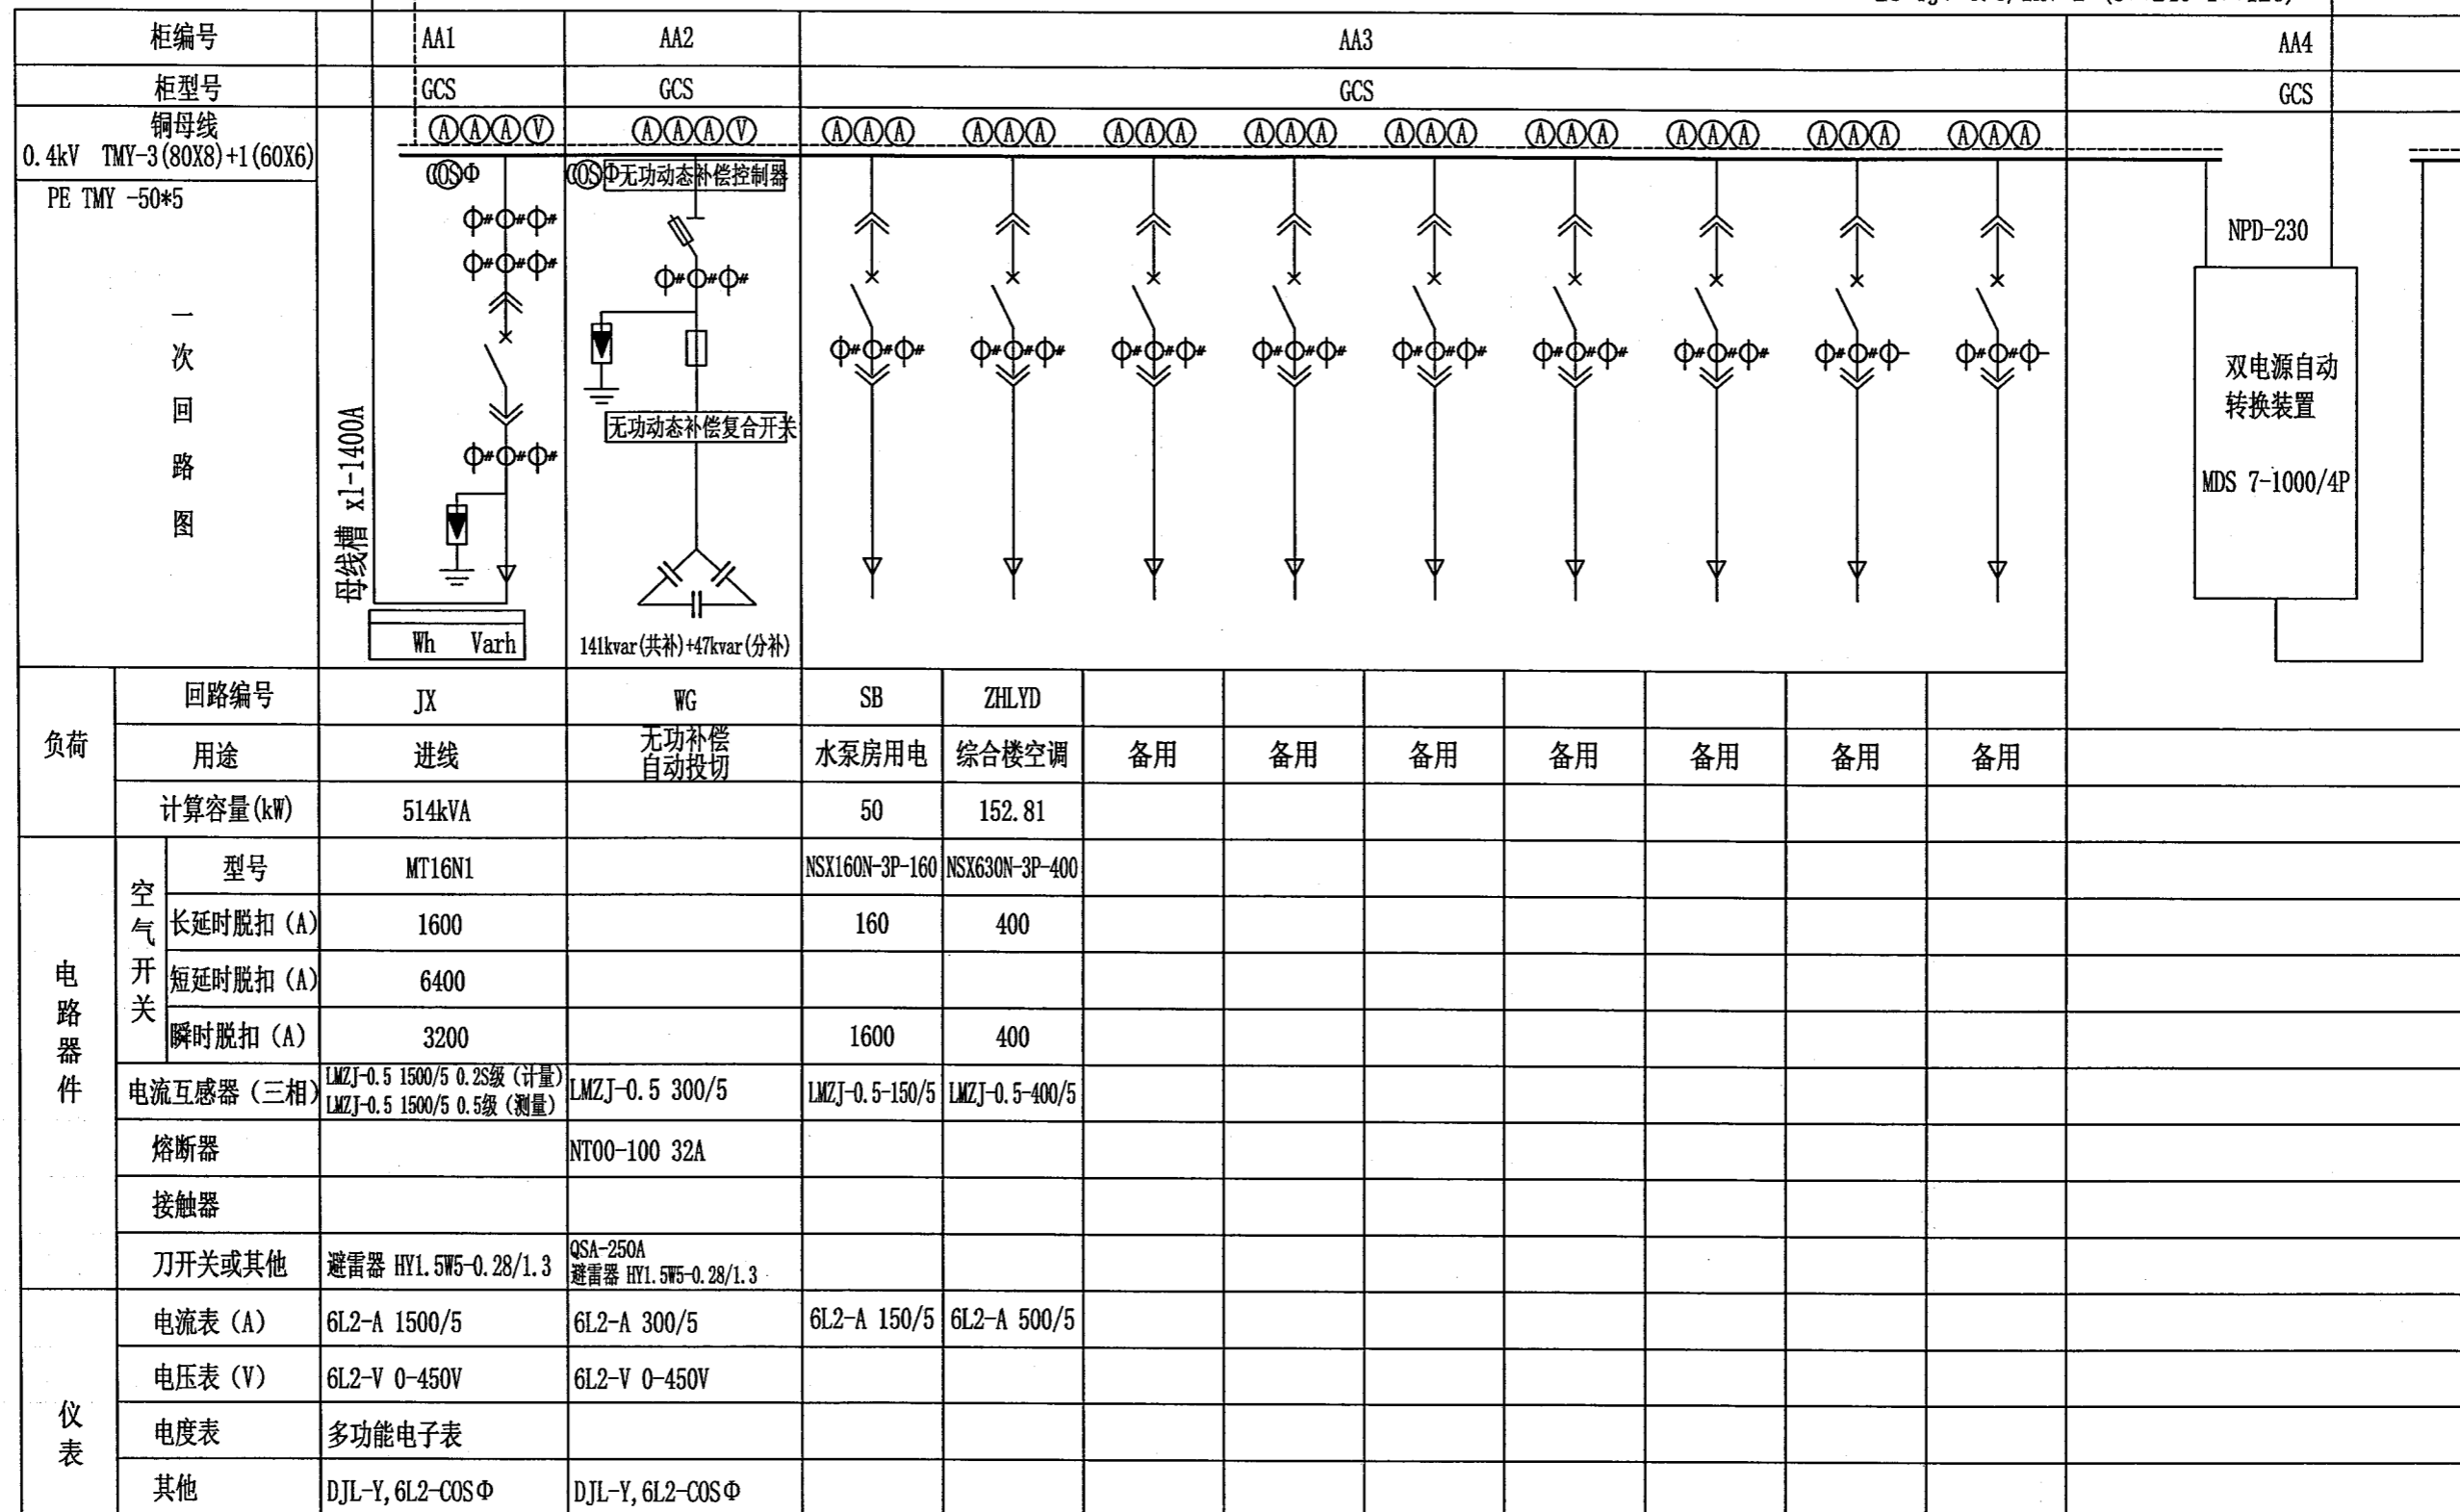 柜编号 AA1 AA2 AA3 AA4
柜型号 GCS GCS GCS GCS
铜母线
0.4kV TMY-3(80X8)+1(60X6)
PE TMY -50*5
A A A V A A A V A A A A A A A A A A A A A A A A A A A A A A A A A A A
COSΦ COSΦ 无功动态补偿控制器
一次回路图
母线槽 x1-1400A
无功动态补偿复合开关
NPD-230
双电源自动
转换装置
MDS 7-1000/4P
Wh Varh
141kvar(共补)+47kvar(分补)
负荷
回路编号 JX WG SB ZHLYD
用途 进线 无功补偿 水泵房用电 综合楼空调 备用 备用 备用 备用 备用 备用 备用
自动投切
计算容量(kW) 514kVA 50 152.81
电路器件
空气开关
型号 MT16N1 NSX160N-3P-160 NSX630N-3P-400
长延时脱扣(A) 1600 160 400
短延时脱扣(A) 6400
瞬时脱扣(A) 3200 1600 400
电流互感器(三相) LMZJ-0.5 1500/5 0.2S级(计量) LMZJ-0.5 300/5 LMZJ-0.5-150/5 LMZJ-0.5-400/5
LMZJ-0.5 1500/5 0.5级(测量)
熔断器 NT00-100 32A
接触器
刀开关或其他 避雷器 HY1.5W5-0.28/1.3 QSA-250A
避雷器 HY1.5W5-0.28/1.3
仪表
电流表(A) 6L2-A 1500/5 6L2-A 300/5 6L2-A 150/5 6L2-A 500/5
电压表(V) 6L2-V 0-450V 6L2-V 0-450V
电度表 多功能电子表
其他 DJL-Y,6L2-COSΦ DJL-Y,6L2-COSΦ